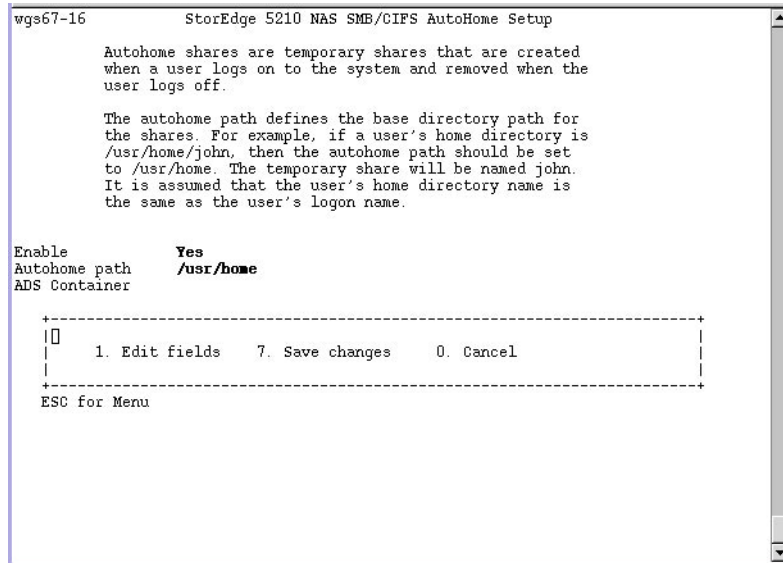 wgs67-16 StorEdge 5210 NAS SMB/CIFS AutoHome Setup
Autohome shares are temporary shares that are created
when a user logs on to the system and removed when the
user logs off.
The autohome path defines the base directory path for
the shares. For example, if a user's home directory is
/usr/home/john, then the autohome path should be set
to /usr/home. The temporary share will be named john.
It is assumed that the user's home directory name is
the same as the user's logon name.
Enable Yes
Autohome path /usr/home
ADS Container
1. Edit fields 7. Save changes 0. Cancel
ESC for Menu